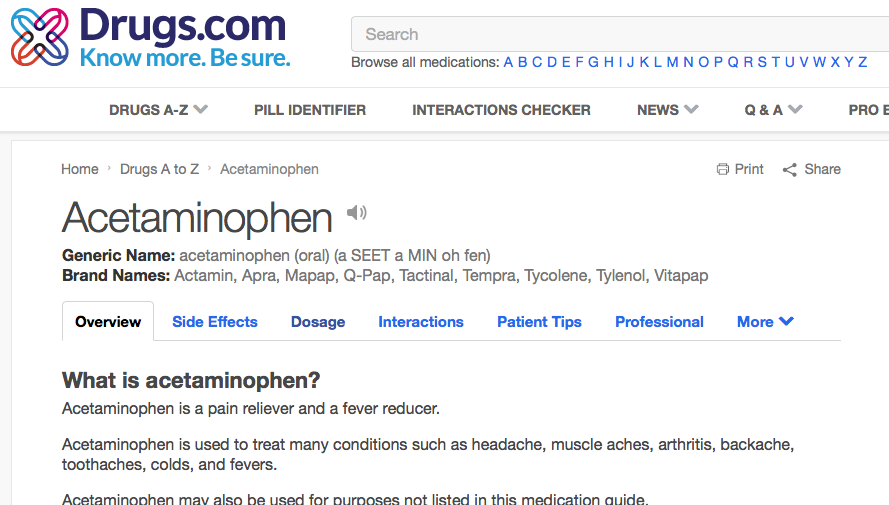 Drugs.com
Know more. Be sure.
Search
Browse all medications: A B C D E F G H I J K L M N O P Q R S T U V W X Y Z
DRUGS A-Z PILL IDENTIFIER INTERACTIONS CHECKER NEWS Q & A PRO E
Home › Drugs A to Z › Acetaminophen Print Share
Acetaminophen
Generic Name: acetaminophen (oral) (a SEET a MIN oh fen)
Brand Names: Actamin, Apra, Mapap, Q-Pap, Tactinal, Tempra, Tycolene, Tylenol, Vitapap
Overview Side Effects Dosage Interactions Patient Tips Professional More
What is acetaminophen?
Acetaminophen is a pain reliever and a fever reducer.
Acetaminophen is used to treat many conditions such as headache, muscle aches, arthritis, backache,
toothaches, colds, and fevers.
Acetaminophen may also be used for purposes not listed in this medication guide.